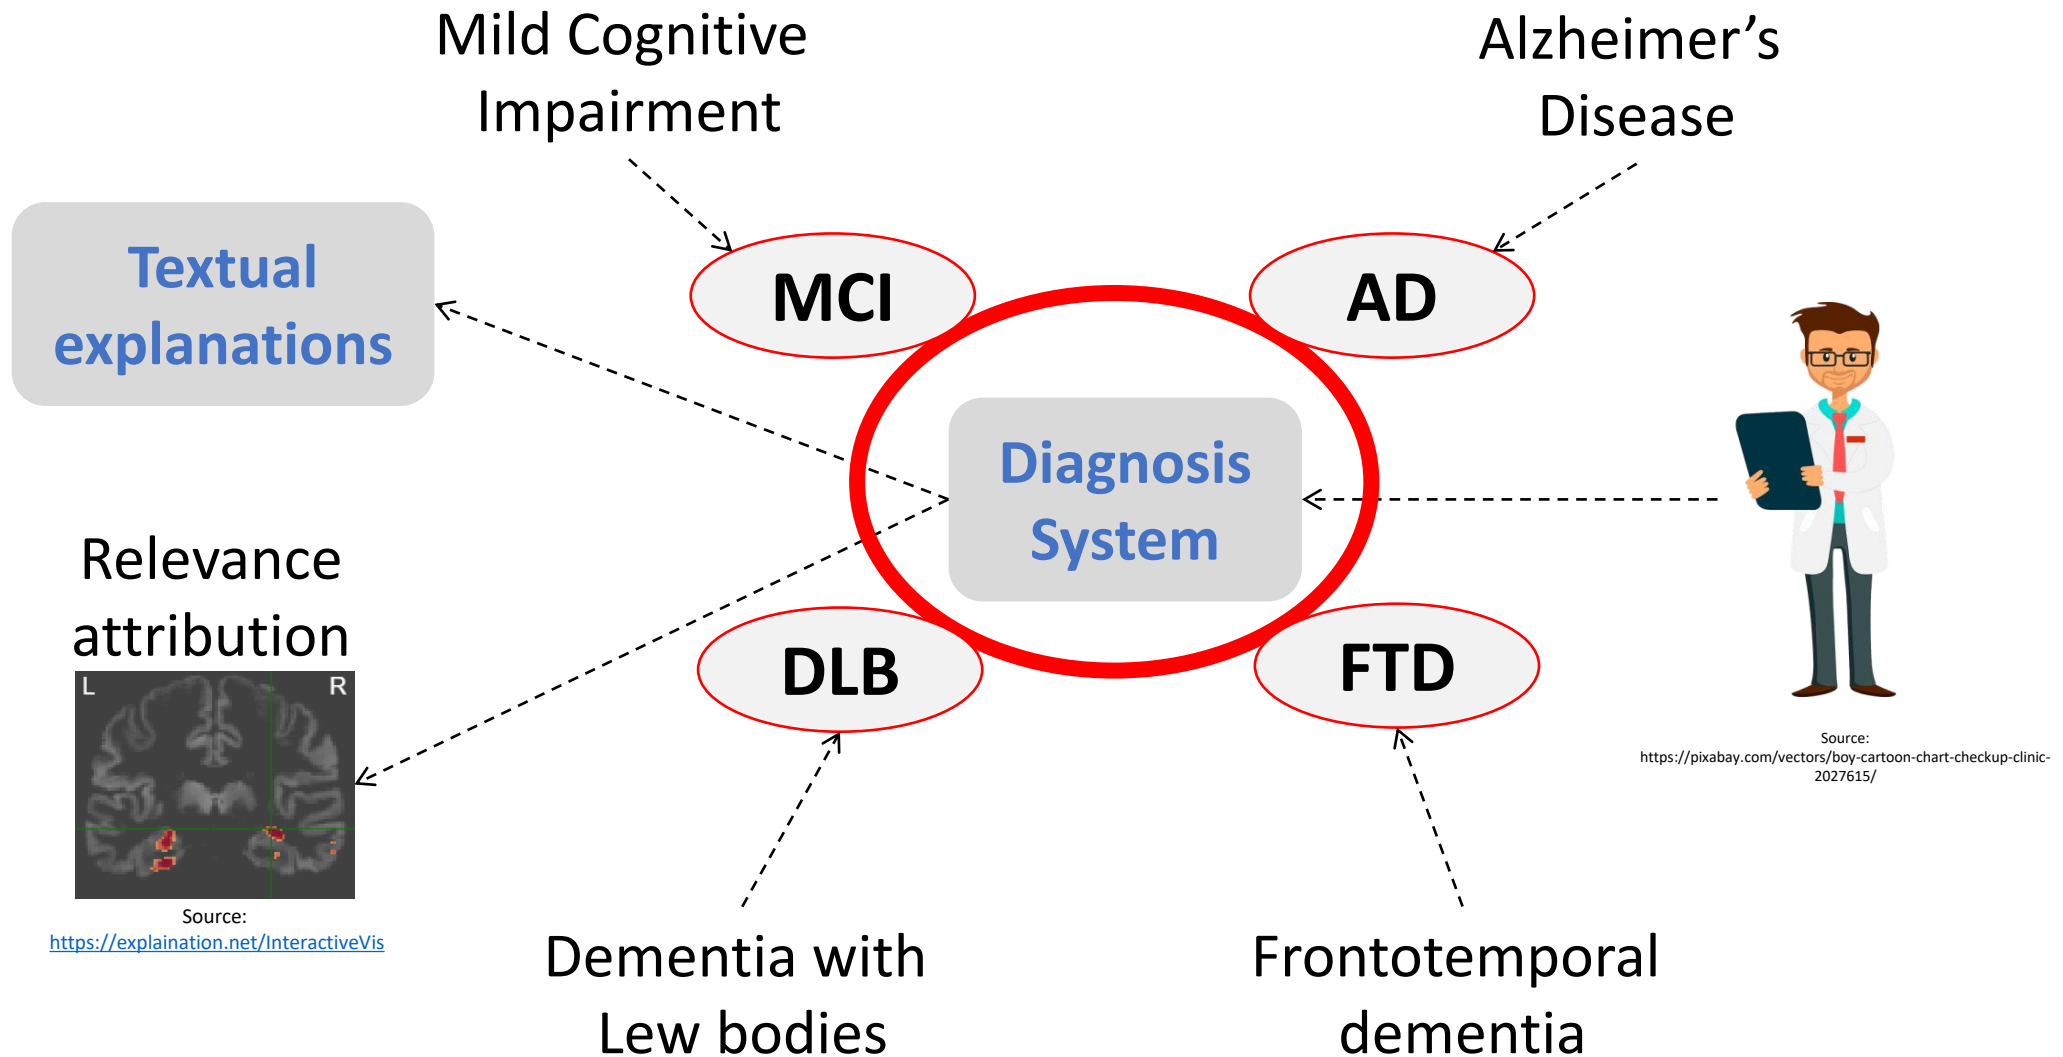 Mild Cognitive
Impairment
Alzheimer’s
Disease
Textual
explanations
MCI
AD
Diagnosis
System
Relevance
attribution
L
R
DLB
FTD
Source:
https://pixabay.com/vectors/boy-cartoon-chart-checkup-clinic-
2027615/
Source:
https://explaination.net/InteractiveVis
Dementia with
Lew bodies
Frontotemporal
dementia